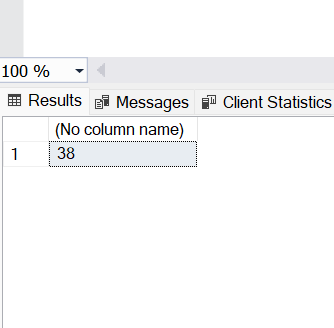 100 %
Results Messages Client Statistics
(No column name)
1 38